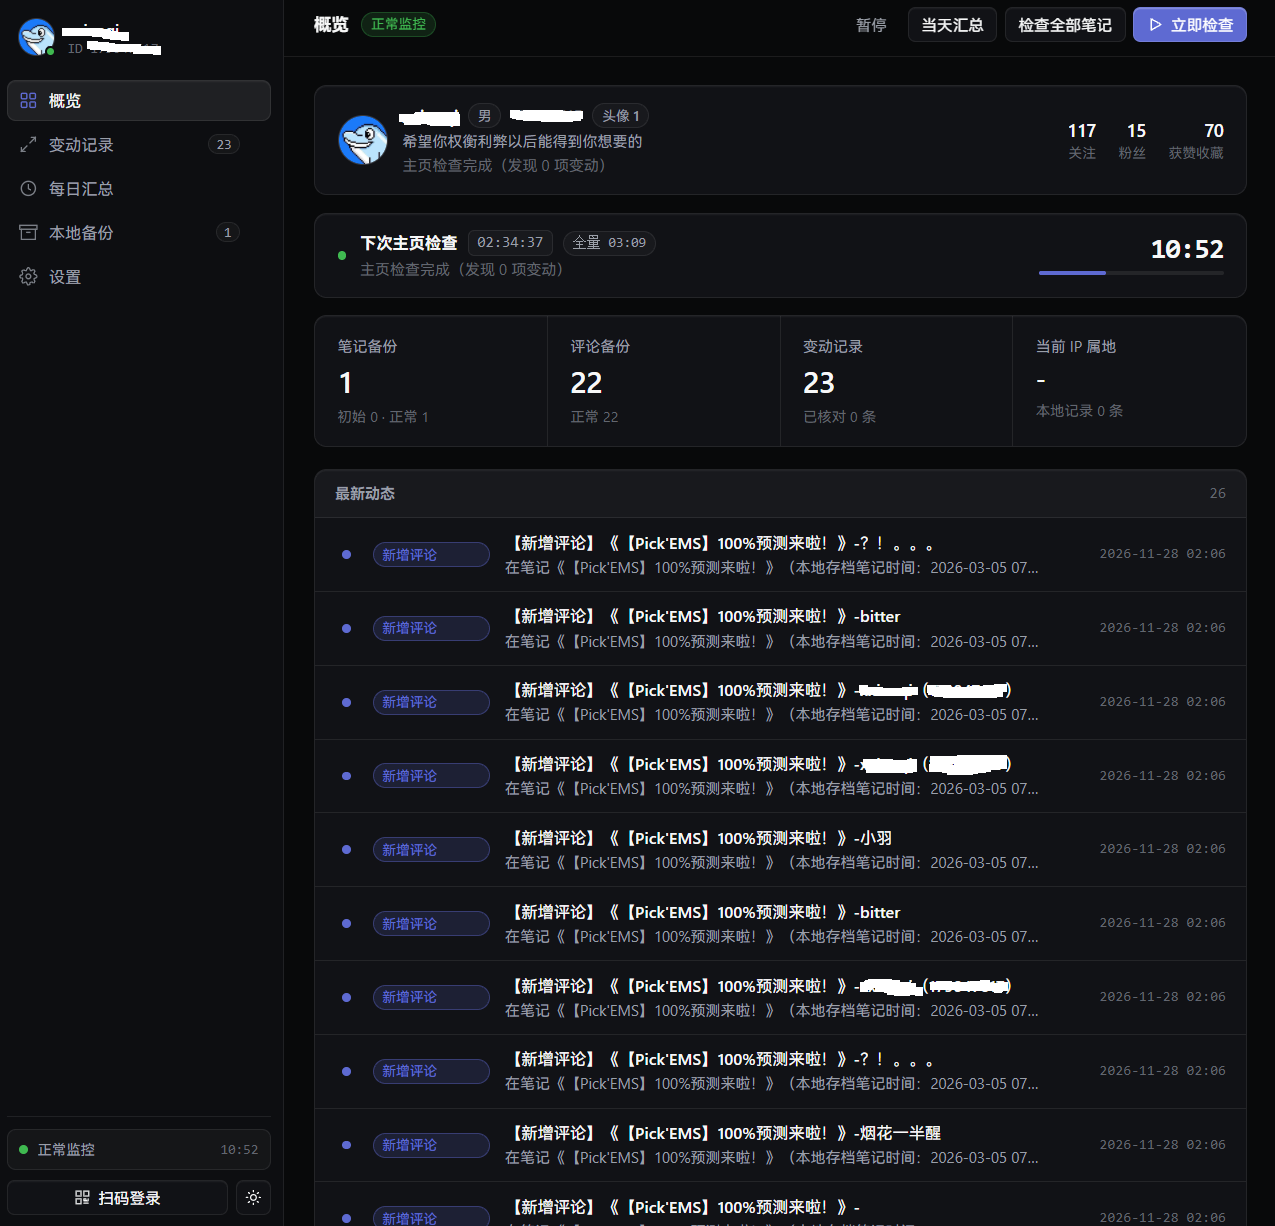 ID
概览
变动记录 23
每日汇总
本地备份 1
设置
正常监控 10:52
扫码登录
概览 正常监控 暂停 当天汇总 检查全部笔记 立即检查
男 头像 1
希望你权衡利弊以后能得到你想要的
主页检查完成（发现 0 项变动）
117 15 70
关注 粉丝 获赞收藏
下次主页检查 02:34:37 全量 03:09 10:52
主页检查完成（发现 0 项变动）
笔记备份 评论备份 变动记录 当前 IP 属地
1 22 23 -
初始 0 · 正常 1 正常 22 已核对 0 条 本地记录 0 条
最新动态 26
新增评论 【新增评论】《【Pick'EMS】100%预测来啦！》-？！。。。 2026-11-28 02:06
在笔记《【Pick'EMS】100%预测来啦！》（本地存档笔记时间：2026-03-05 07...
新增评论 【新增评论】《【Pick'EMS】100%预测来啦！》-bitter 2026-11-28 02:06
在笔记《【Pick'EMS】100%预测来啦！》（本地存档笔记时间：2026-03-05 07...
新增评论 【新增评论】《【Pick'EMS】100%预测来啦！》- ( ) 2026-11-28 02:06
在笔记《【Pick'EMS】100%预测来啦！》（本地存档笔记时间：2026-03-05 07...
新增评论 【新增评论】《【Pick'EMS】100%预测来啦！》- ( ) 2026-11-28 02:06
在笔记《【Pick'EMS】100%预测来啦！》（本地存档笔记时间：2026-03-05 07...
新增评论 【新增评论】《【Pick'EMS】100%预测来啦！》-小羽 2026-11-28 02:06
在笔记《【Pick'EMS】100%预测来啦！》（本地存档笔记时间：2026-03-05 07...
新增评论 【新增评论】《【Pick'EMS】100%预测来啦！》-bitter 2026-11-28 02:06
在笔记《【Pick'EMS】100%预测来啦！》（本地存档笔记时间：2026-03-05 07...
新增评论 【新增评论】《【Pick'EMS】100%预测来啦！》- ( ) 2026-11-28 02:06
在笔记《【Pick'EMS】100%预测来啦！》（本地存档笔记时间：2026-03-05 07...
新增评论 【新增评论】《【Pick'EMS】100%预测来啦！》-？！。。。 2026-11-28 02:06
在笔记《【Pick'EMS】100%预测来啦！》（本地存档笔记时间：2026-03-05 07...
新增评论 【新增评论】《【Pick'EMS】100%预测来啦！》-烟花一半醒 2026-11-28 02:06
在笔记《【Pick'EMS】100%预测来啦！》（本地存档笔记时间：2026-03-05 07...
新增评论 【新增评论】《【Pick'EMS】100%预测来啦！》- 2026-11-28 02:06